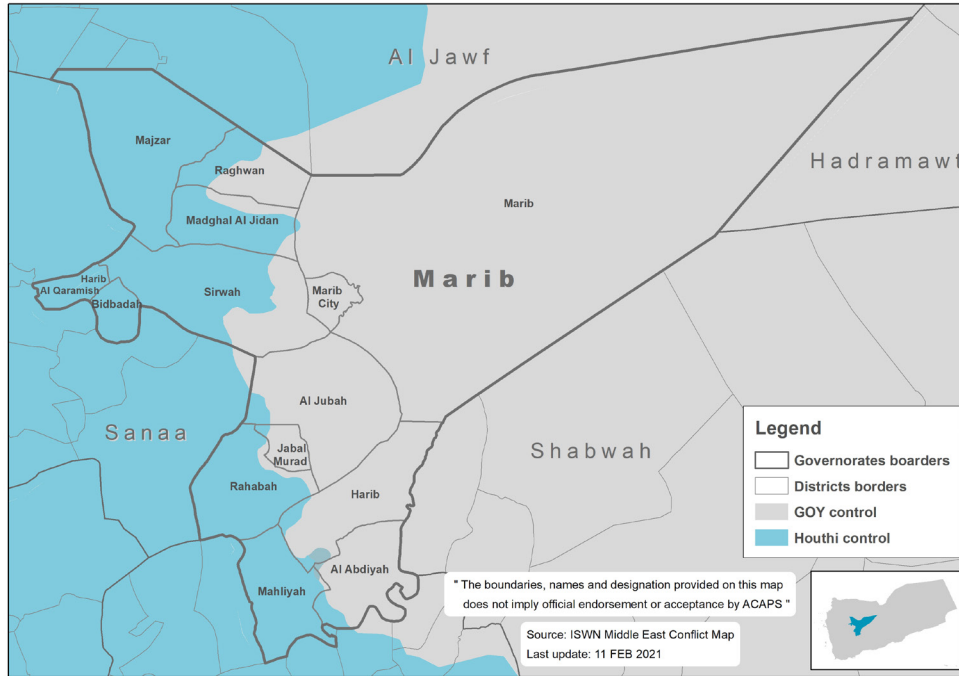 Al Jawf
Majzar
Hadramawt
Raghwan
Marib
Madghal Al Jidan
Marib
Harib
Al Qaramish
Sirwah
Marib
City
Bidbadah
Al Jubah
Sanaa
Jabal
Murad
Shabwah
Rahabah
Harib
Al Abdiyah
Mahliyah
Legend
Governorates boarders
Districts borders
GOY control
Houthi control
" The boundaries, names and designation provided on this map
does not imply official endorsement or acceptance by ACAPS "
Source: ISWN Middle East Conflict Map
Last update: 11 FEB 2021